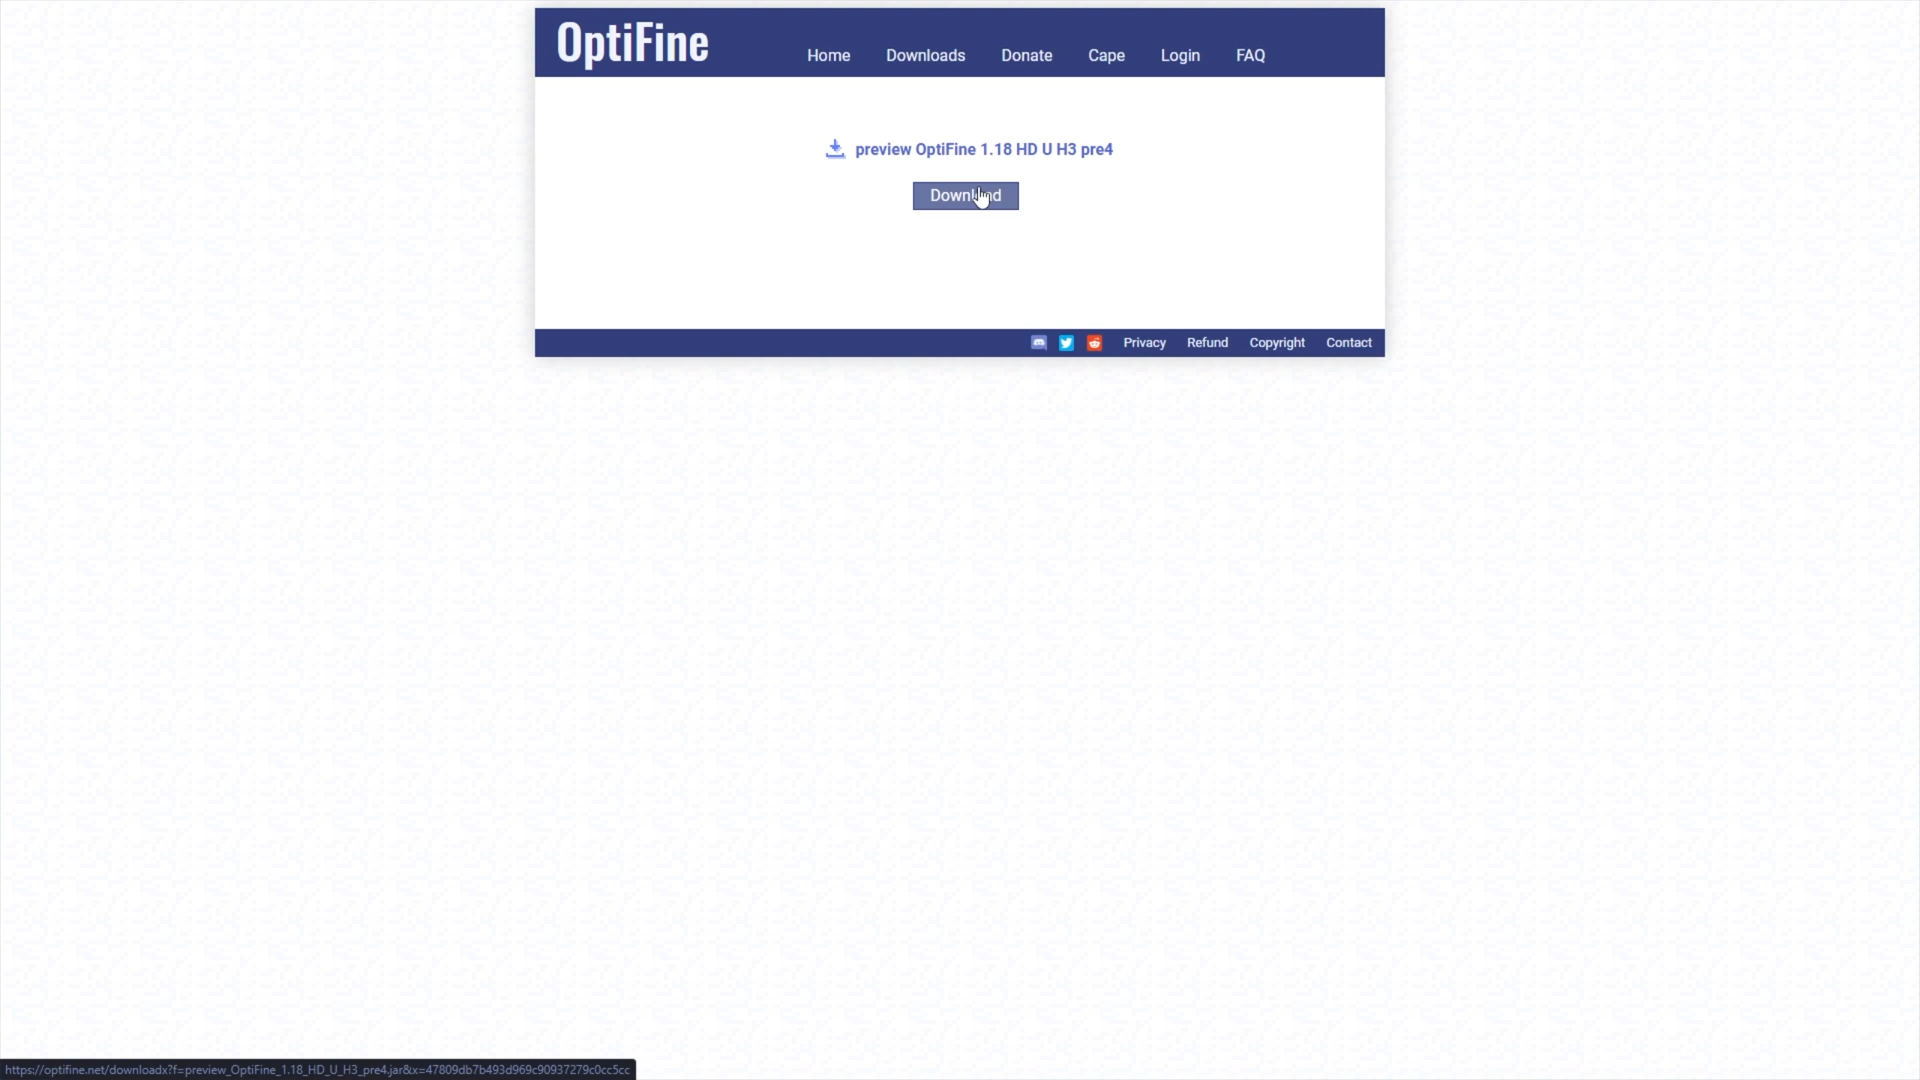 OptiFine
Home Downloads Donate Cape Login FAQ
preview OptiFine 1.18 HD U H3 pre4
Download
Privacy Refund Copyright Contact
https://optifine.net/downloadx?f=preview_OptiFine_1.18_HD_U_H3_pre4.jar&x=47809db7b493d969c90937279c0cc5cc